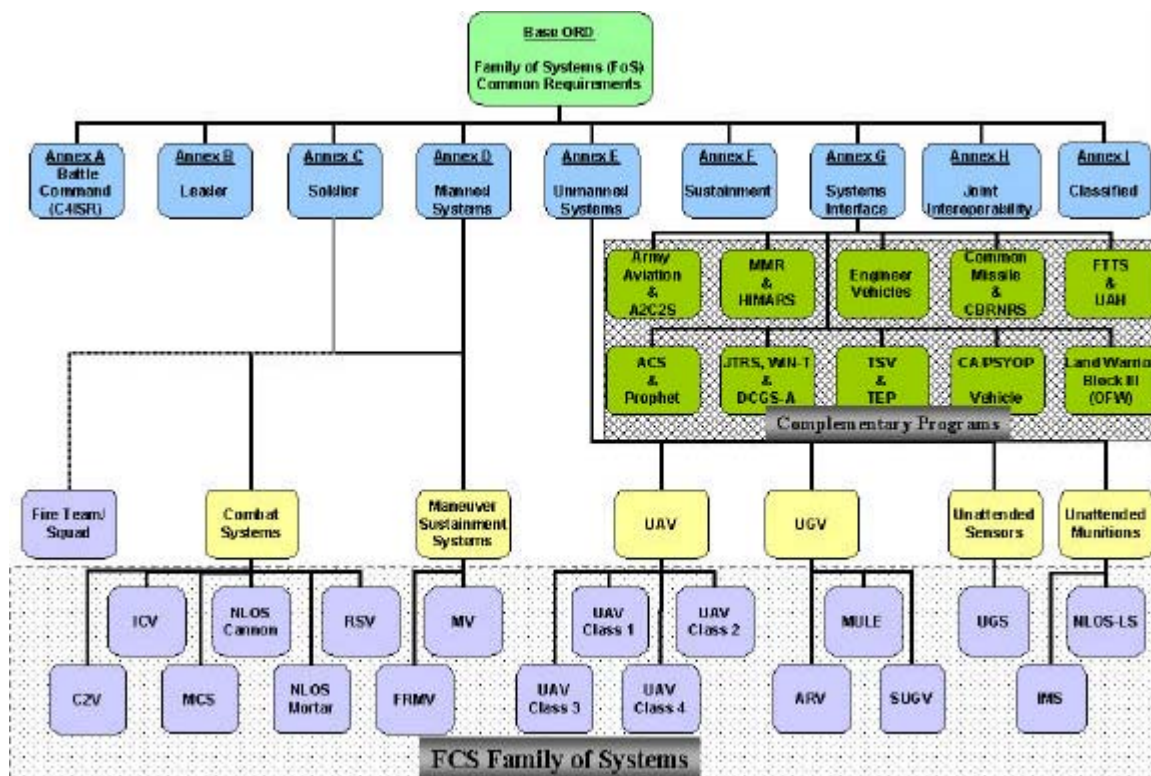 Base ORD
Family of Systems (FoS)
Common Requirements
Annex A
Battle
Command
(C4ISR)
Annex B
Leader
Annex C
Soldier
Annex D
Manned
Systems
Annex E
Unmanned
Systems
Annex F
Sustainment
Annex G
Systems
Interface
Annex H
Joint
Interoperability
Annex I
Classified
Army
Aviation
&
A2C2S
MMR
&
HIMARS
Engineer
Vehicles
Common
Missile
&
CBRNRS
FTTS
&
UAH
ACS
&
Prophet
JTRS, WIN-T
&
DCGS-A
TSV
&
TEP
CA/PSYOP
Vehicle
Land Warrior
Block III
(OFW)
Complementary Programs
Fire Team/
Squad
Combat
Systems
Maneuver
Sustainment
Systems
UAV
UGV
Unattended
Sensors
Unattended
Munitions
ICV
NLOS
Cannon
RSV
MV
UAV
Class 1
UAV
Class 2
MULE
UGS
NLOS-LS
C2V
MCS
NLOS
Mortar
FRMV
UAV
Class 3
UAV
Class 4
ARV
SUGV
IMS
FCS Family of Systems